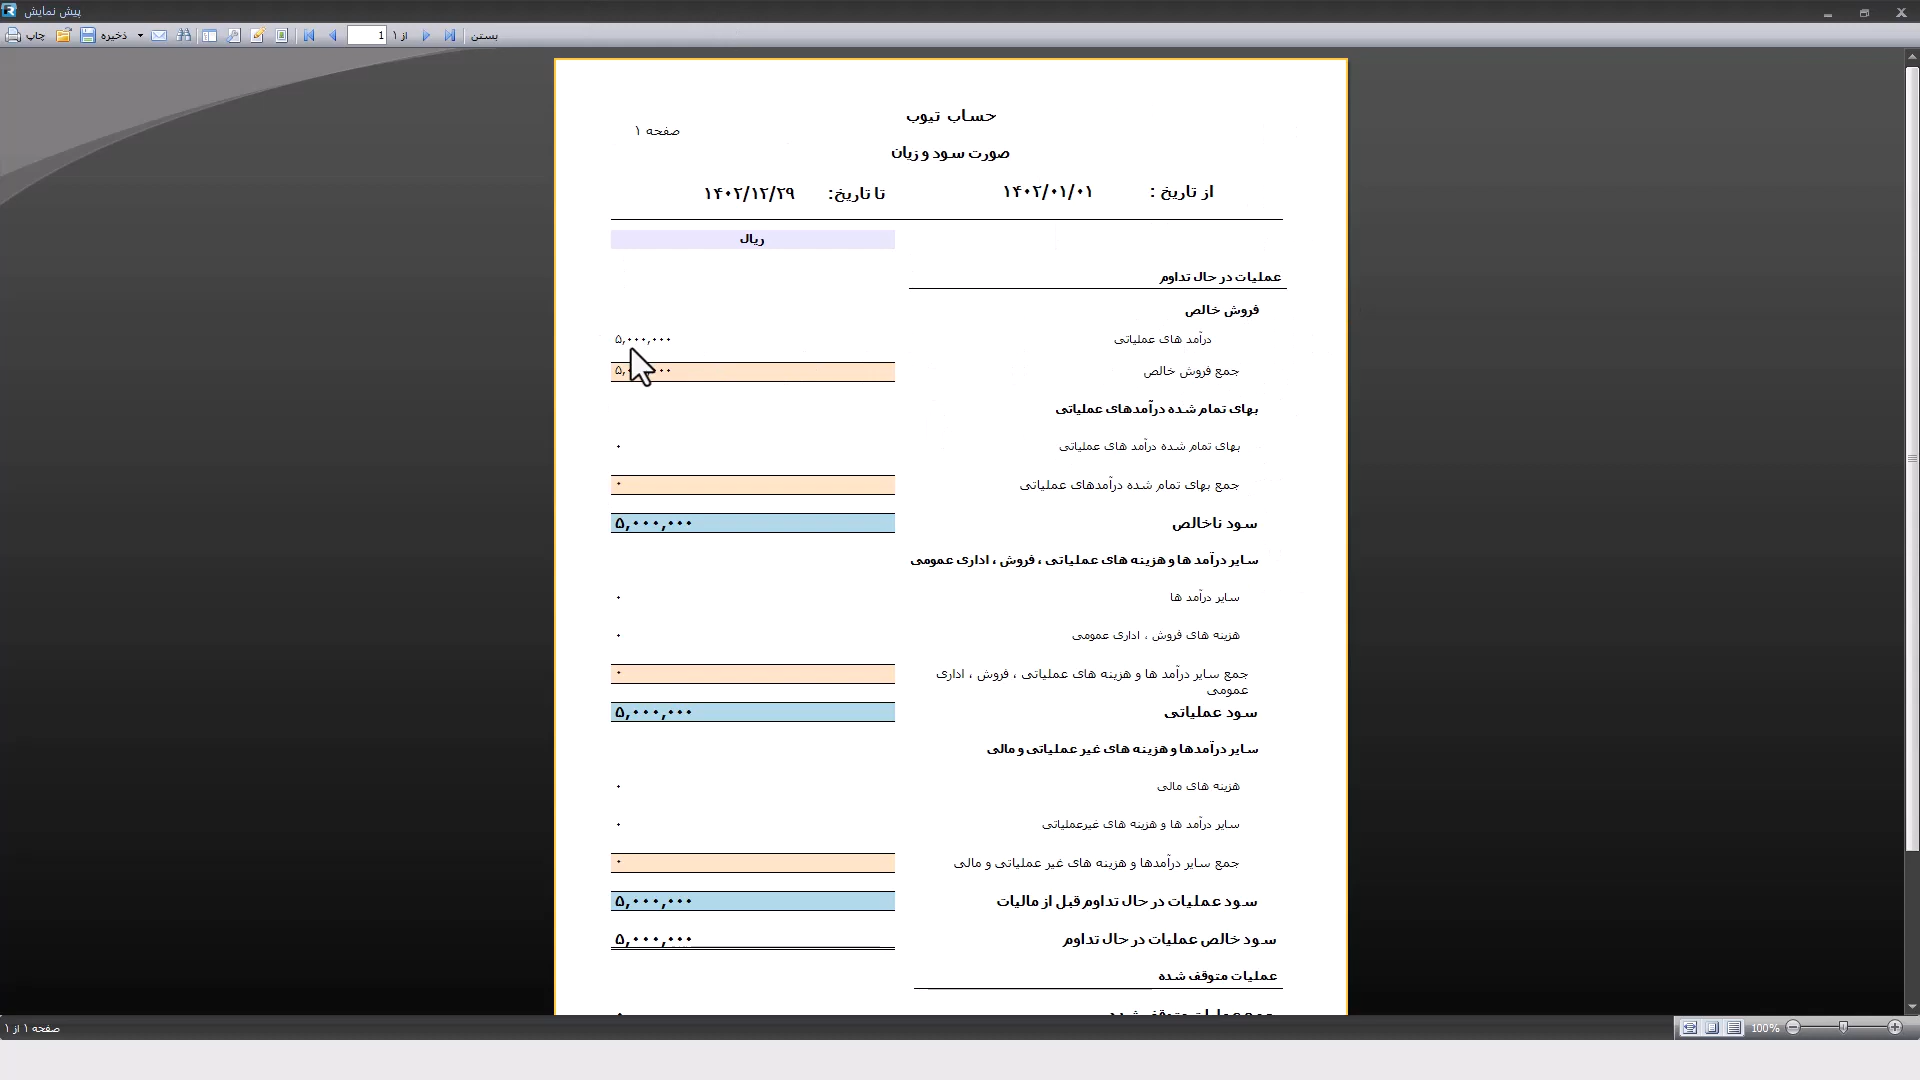 پیش نمایش
چاپ ذخیره 1 از ۱ بستن
حساب تیوب
صفحه ۱
صورت سود و زیان
از تاریخ : ۱۴۰۲/۰۱/۰۱ تا تاریخ: ۱۴۰۲/۱۲/۲۹
ریال
عملیات در حال تداوم
فروش خالص
درآمد های عملیاتی ۵,۰۰۰,۰۰۰
جمع فروش خالص
بهای تمام شده درآمدهای عملیاتی
بهای تمام شده درآمد های عملیاتی ۰
جمع بهای تمام شده درآمدهای عملیاتی ۰
سود ناخالص ۵,۰۰۰,۰۰۰
سایر درآمد ها و هزینه های عملیاتی ، فروش ، اداری عمومی
سایر درآمد ها ۰
هزینه های فروش ، اداری عمومی ۰
جمع سایر درآمد ها و هزینه های عملیاتی ، فروش ، اداری ۰
عمومی
سود عملیاتی ۵,۰۰۰,۰۰۰
سایر درآمدها و هزینه های غیر عملیاتی و مالی
هزینه های مالی ۰
سایر درآمد ها و هزینه های غیرعملیاتی ۰
جمع سایر درآمدها و هزینه های غیر عملیاتی و مالی ۰
سود عملیات در حال تداوم قبل از مالیات ۵,۰۰۰,۰۰۰
سود خالص عملیات در حال تداوم ۵,۰۰۰,۰۰۰
عملیات متوقف شده
صفحه ۱ از ۱
100%